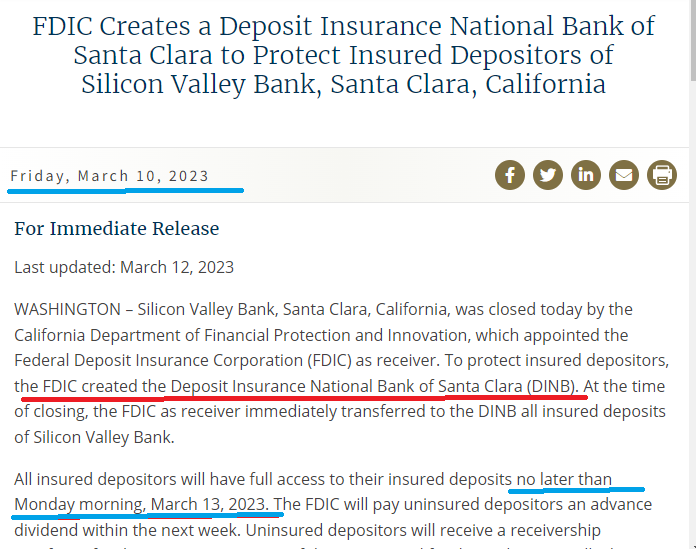 FDIC Creates a Deposit Insurance National Bank of
Santa Clara to Protect Insured Depositors of
Silicon Valley Bank, Santa Clara, California
Friday, March 10, 2023
For Immediate Release
Last updated: March 12, 2023
WASHINGTON – Silicon Valley Bank, Santa Clara, California, was closed today by the
California Department of Financial Protection and Innovation, which appointed the
Federal Deposit Insurance Corporation (FDIC) as receiver. To protect insured depositors,
the FDIC created the Deposit Insurance National Bank of Santa Clara (DINB). At the time
of closing, the FDIC as receiver immediately transferred to the DINB all insured deposits
of Silicon Valley Bank.
All insured depositors will have full access to their insured deposits no later than
Monday morning, March 13, 2023. The FDIC will pay uninsured depositors an advance
dividend within the next week. Uninsured depositors will receive a receivership